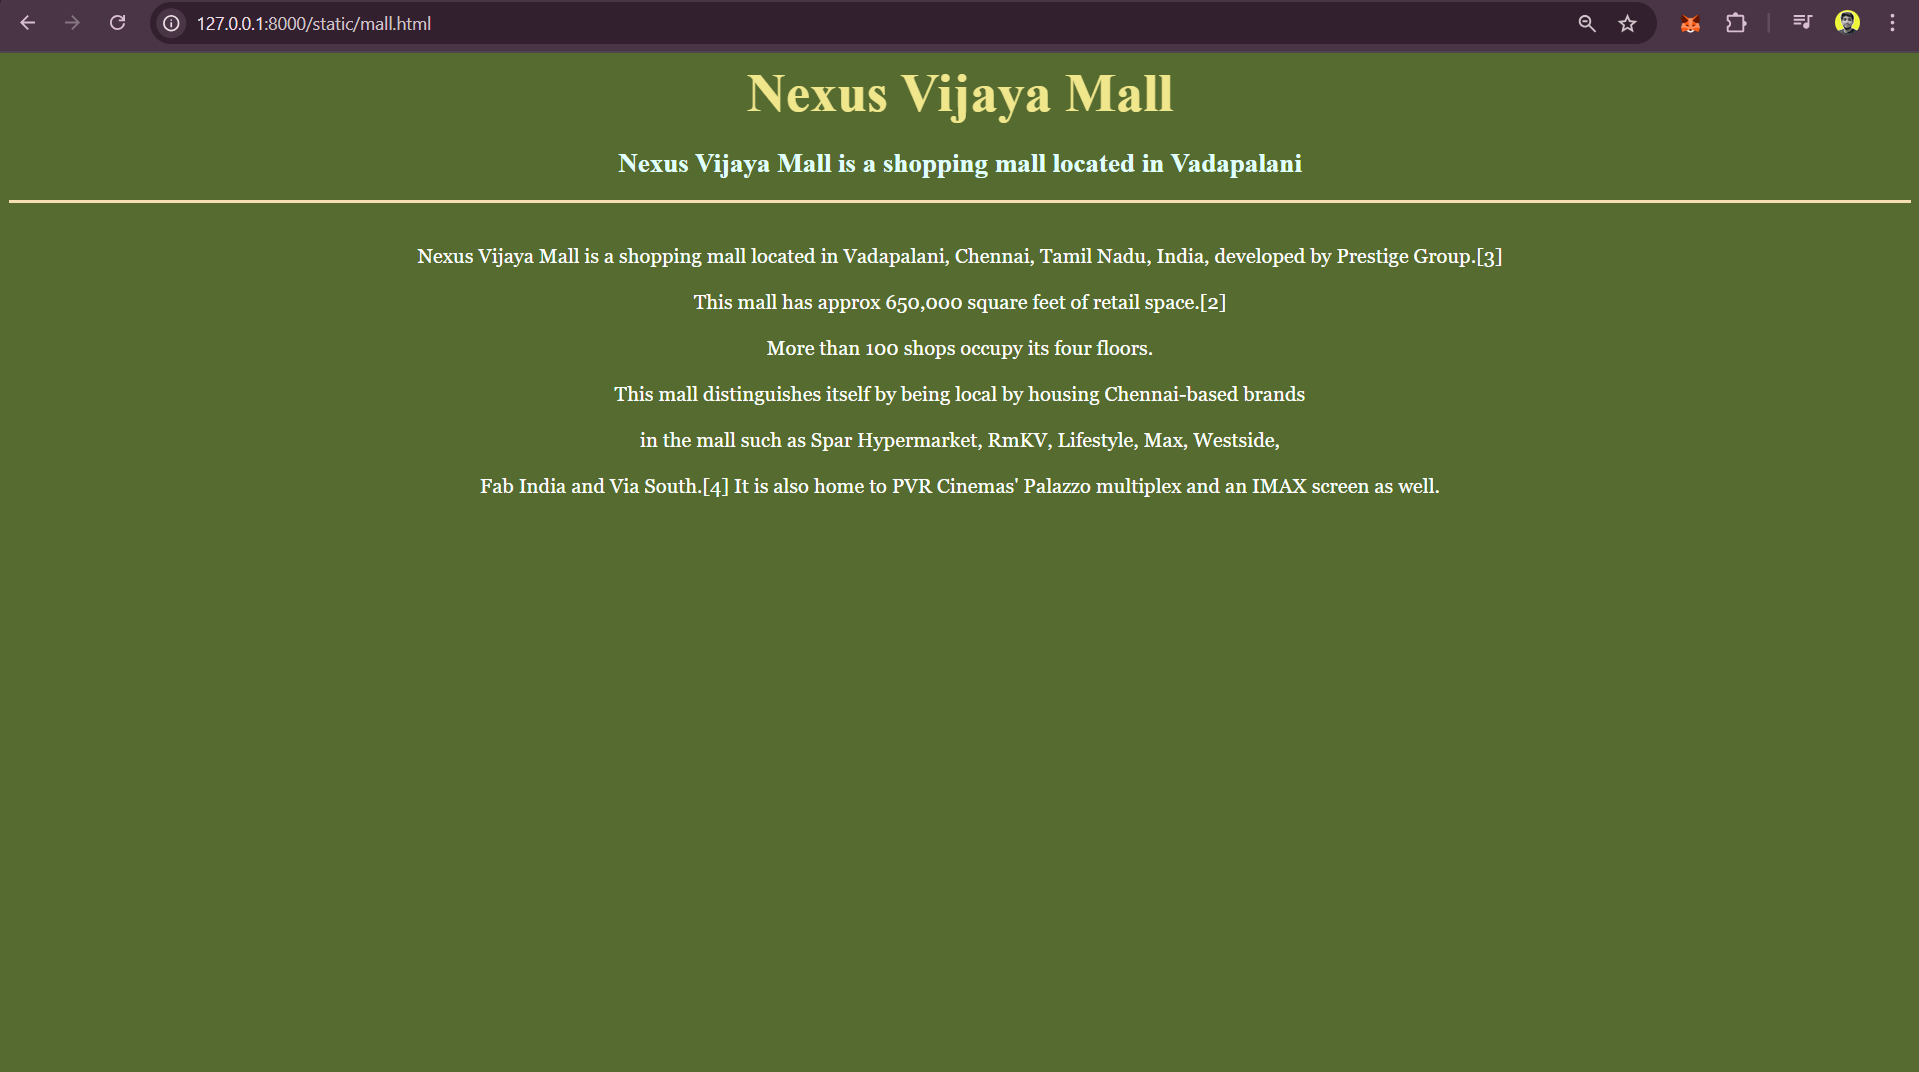 127.0.0.1:8000/static/mall.html
Nexus Vijaya Mall
Nexus Vijaya Mall is a shopping mall located in Vadapalani
Nexus Vijaya Mall is a shopping mall located in Vadapalani, Chennai, Tamil Nadu, India, developed by Prestige Group.[3]
This mall has approx 650,000 square feet of retail space.[2]
More than 100 shops occupy its four floors.
This mall distinguishes itself by being local by housing Chennai-based brands
in the mall such as Spar Hypermarket, RmKV, Lifestyle, Max, Westside,
Fab India and Via South.[4] It is also home to PVR Cinemas' Palazzo multiplex and an IMAX screen as well.